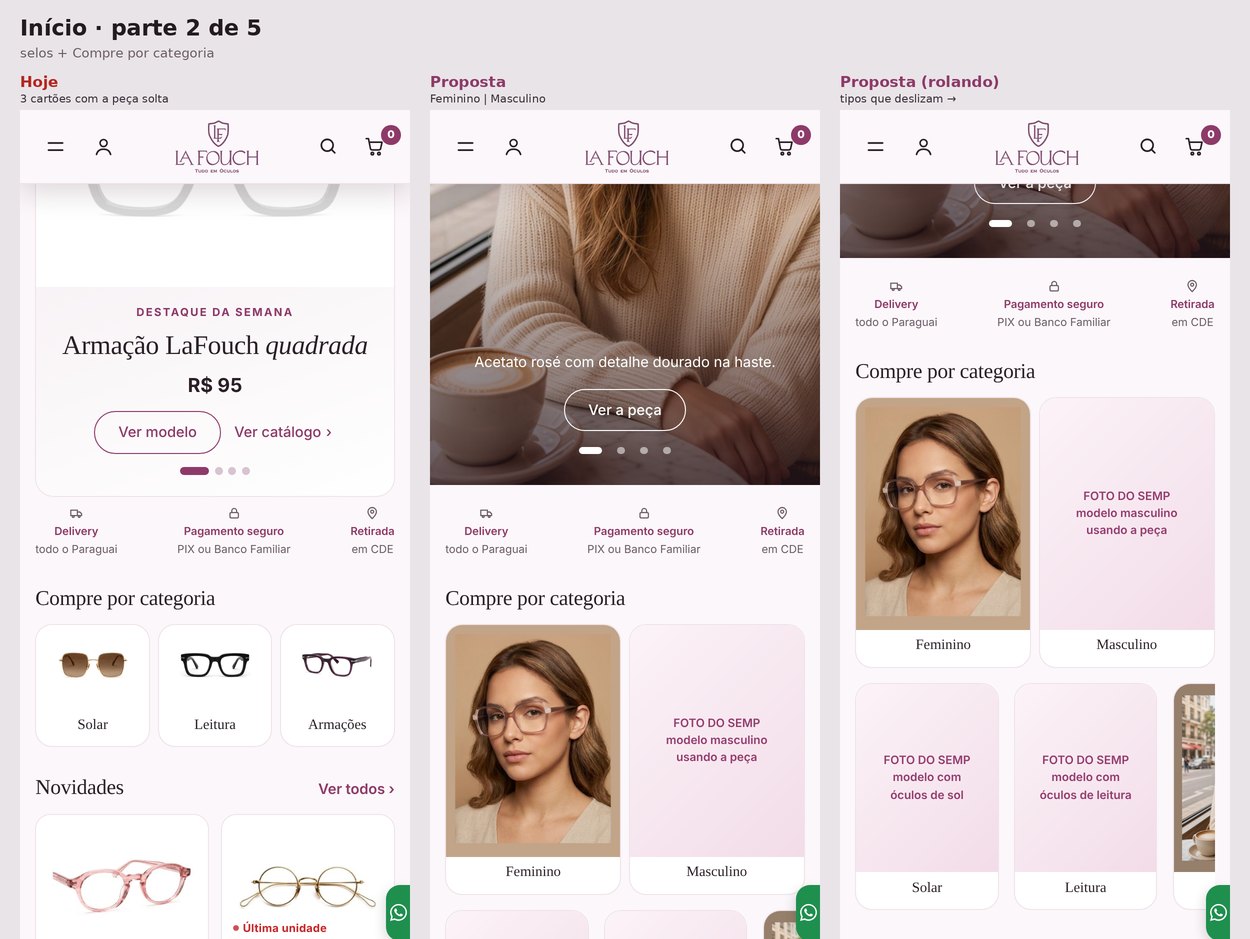 Início · parte 2 de 5
selos + Compre por categoria
Hoje
3 cartões com a peça solta
0
LF
LA FOUCH
Tudo em Óculos
DESTAQUE DA SEMANA
Armação LaFouch quadrada
R$ 95
Ver modelo
Ver catálogo ›
Delivery
todo o Paraguai
Pagamento seguro
PIX ou Banco Familiar
Retirada
em CDE
Compre por categoria
Solar
Leitura
Armações
Novidades
Ver todos ›
Última unidade
Proposta
Feminino | Masculino
0
LF
LA FOUCH
Tudo em Óculos
Acetato rosé com detalhe dourado na haste.
Ver a peça
Delivery
todo o Paraguai
Pagamento seguro
PIX ou Banco Familiar
Retirada
em CDE
Compre por categoria
FOTO DO SEMP
modelo masculino
usando a peça
Feminino
Masculino
Proposta (rolando)
tipos que deslizam →
0
LF
LA FOUCH
Tudo em Óculos
Ver a peça
Delivery
todo o Paraguai
Pagamento seguro
PIX ou Banco Familiar
Retirada
em CDE
Compre por categoria
FOTO DO SEMP
modelo masculino
usando a peça
Feminino
Masculino
FOTO DO SEMP
modelo com
óculos de sol
FOTO DO SEMP
modelo com
óculos de leitura
Solar
Leitura